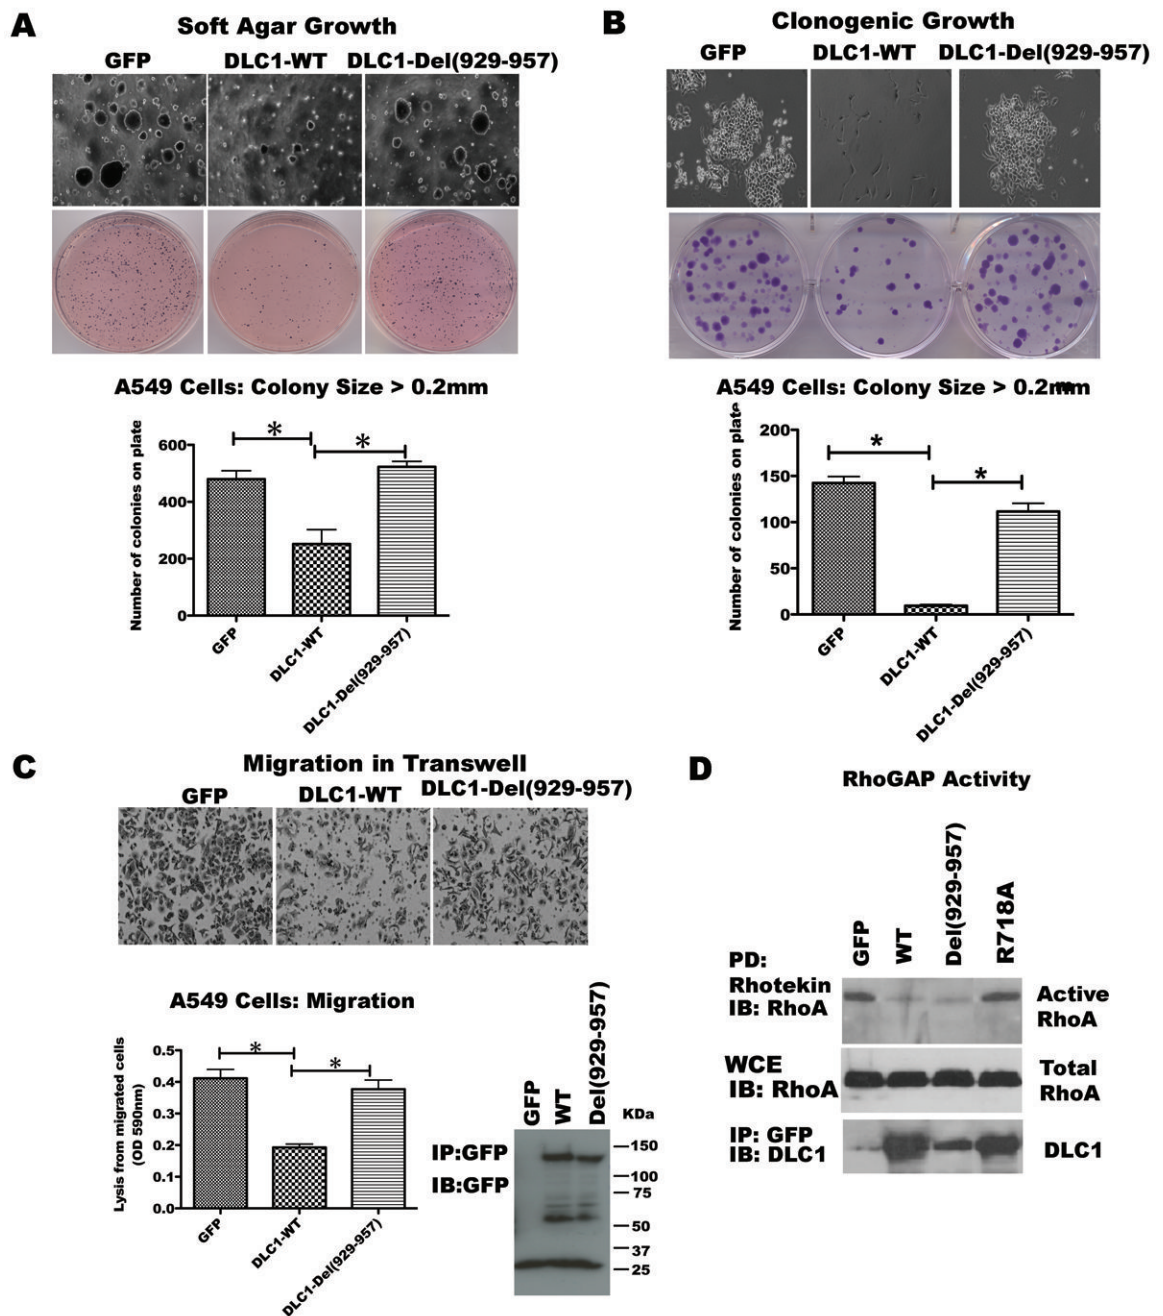 A
Soft Agar Growth
GFP DLC1-WT DLC1-Del(929-957)
A549 Cells: Colony Size > 0.2mm
Number of colonies on plate
600
400
200
0
* *
GFP
DLC1-WT
DLC1-Del(929-957)
B
Clonogenic Growth
GFP DLC1-WT DLC1-Del(929-957)
A549 Cells: Colony Size > 0.2mm
Number of colonies on plate
200
150
100
50
0
* *
GFP
DLC1-WT
DLC1-Del(929-957)
C
Migration in Transwell
GFP DLC1-WT DLC1-Del(929-957)
A549 Cells: Migration
Lysis from migrated cells
(OD 590nm)
0.5
0.4
0.3
0.2
0.1
0.0
* *
GFP
DLC1-WT
DLC1-Del(929-957)
GFP
WT
Del(929-957)
IP:GFP
IB:GFP
KDa
150
100
75
50
37
25
D
RhoGAP Activity
GFP
WT
Del(929-957)
R718A
PD:
Rhotekin
IB: RhoA
Active
RhoA
WCE
IB: RhoA
Total
RhoA
IP: GFP
IB: DLC1
DLC1